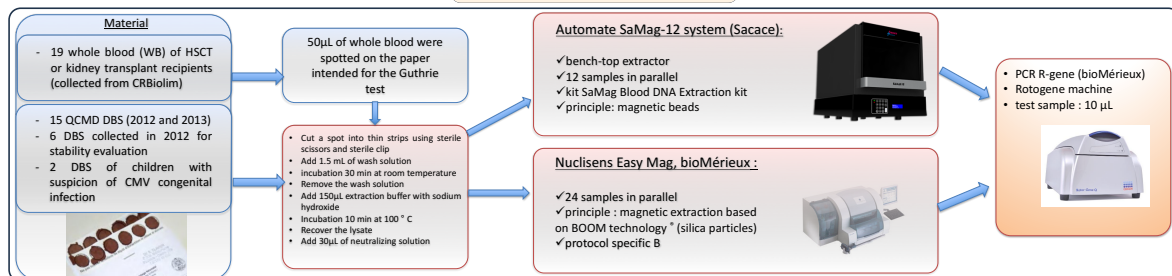 Material
- 19 whole blood (WB) of HSCT
or kidney transplant recipients
(collected from CRBiolim)
- 15 QCMD DBS (2012 and 2013)
- 6 DBS collected in 2012 for
stability evaluation
- 2 DBS of children with
suspicion of CMV congenital
infection
50µL of whole blood were
spotted on the paper
intended for the Guthrie
test
• Cut a spot into thin strips using sterile
scissors and sterile clip
• Add 1.5 mL of wash solution
• incubation 30 min at room temperature
• Remove the wash solution
• Add 150µL extraction buffer with sodium
hydroxide
• Incubation 10 min at 100 ° C
• Recover the lysate
• Add 30µL of neutralizing solution
Automate SaMag-12 system (Sacace):
✓bench-top extractor
✓12 samples in parallel
✓kit SaMag Blood DNA Extraction kit
✓principle: magnetic beads
Nuclisens Easy Mag, bioMérieux :
✓24 samples in parallel
✓principle : magnetic extraction based
on BOOM technology ® (silica particles)
✓protocol specific B
• PCR R-gene (bioMérieux)
• Rotogene machine
• test sample : 10 µL